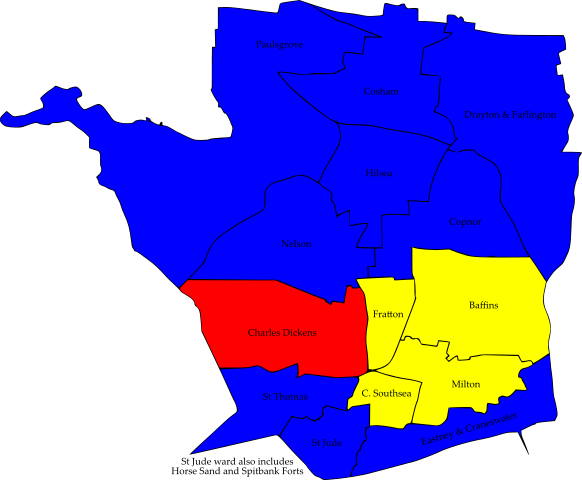 Paulsgrove
Cosham
Drayton & Farlington
Hilsea
Copnor
Nelson
Baffins
Fratton
Charles Dickens
Milton
C. Southsea
St Thomas
Eastney & Craneswater
St Jude
St Jude ward also includes
Horse Sand and Spitbank Forts